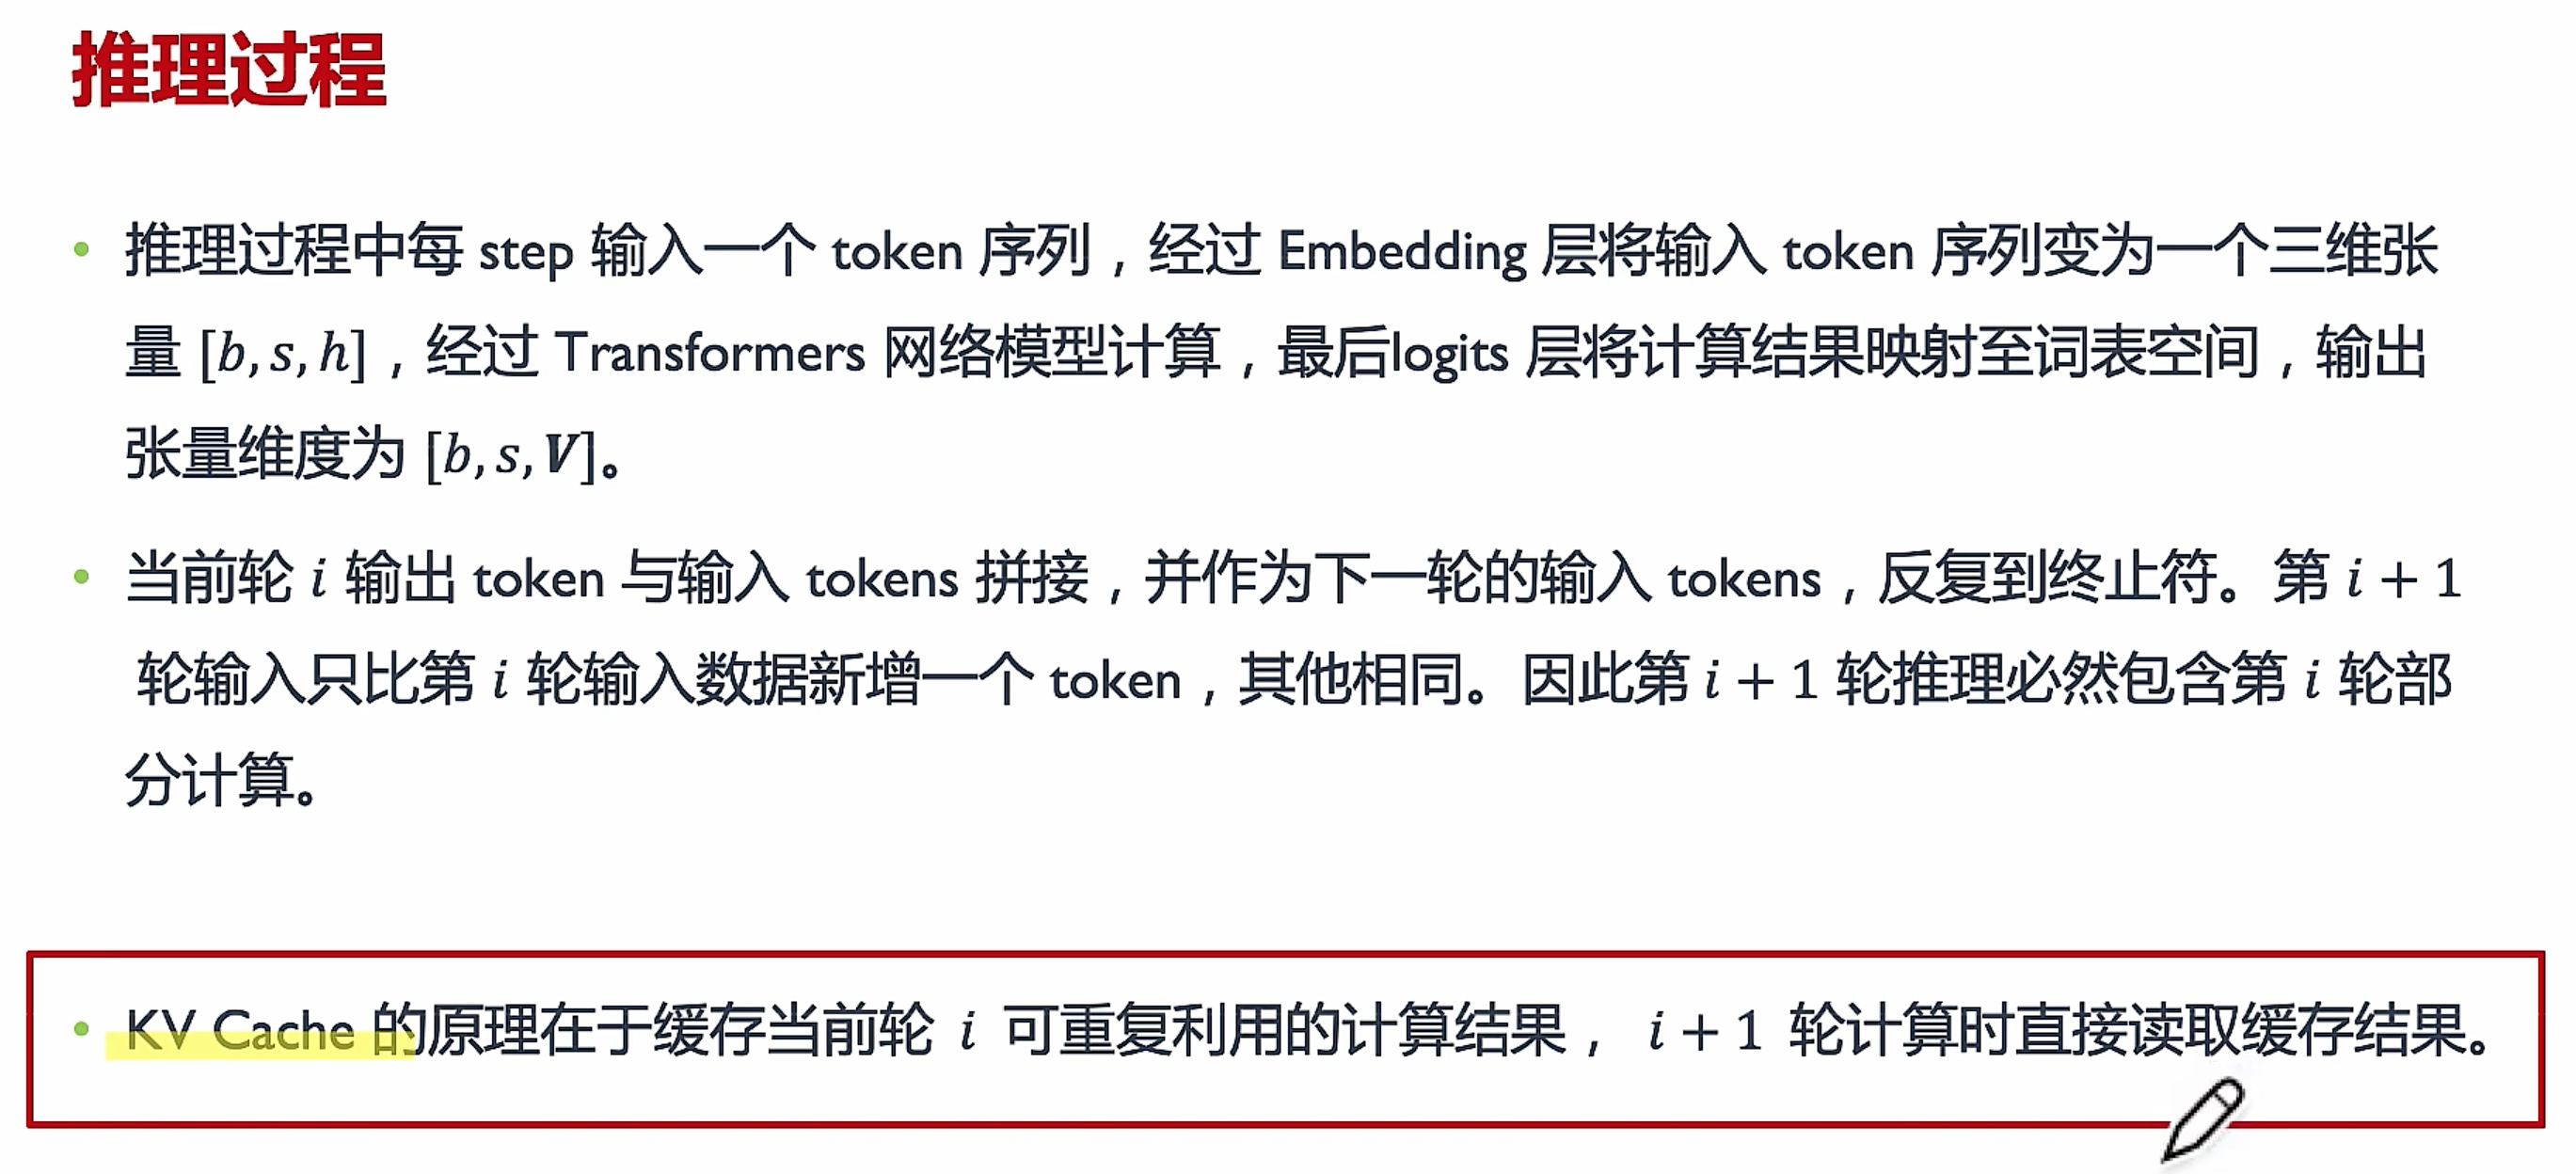 推理过程
• 推理过程中每 step 输入一个 token 序列，经过 Embedding 层将输入 token 序列变为一个三维张
量 [b, s, h]，经过 Transformers 网络模型计算，最后logits 层将计算结果映射至词表空间，输出
张量维度为 [b, s, V]。
• 当前轮 i 输出 token 与输入 tokens 拼接，并作为下一轮的输入 tokens，反复到终止符。第 i + 1
轮输入只比第 i 轮输入数据新增一个 token，其他相同。因此第 i + 1 轮推理必然包含第 i 轮部
分计算。
• KV Cache 的原理在于缓存当前轮 i 可重复利用的计算结果， i + 1 轮计算时直接读取缓存结果。